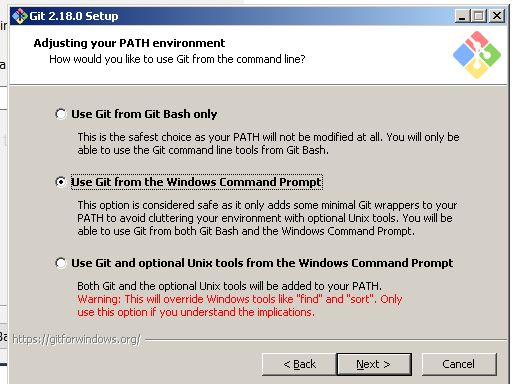 Git 2.18.0 Setup
Adjusting your PATH environment
How would you like to use Git from the command line?
Use Git from Git Bash only
This is the safest choice as your PATH will not be modified at all. You will only be
able to use the Git command line tools from Git Bash.
Use Git from the Windows Command Prompt
This option is considered safe as it only adds some minimal Git wrappers to your
PATH to avoid cluttering your environment with optional Unix tools. You will be
able to use Git from both Git Bash and the Windows Command Prompt.
Use Git and optional Unix tools from the Windows Command Prompt
Both Git and the optional Unix tools will be added to your PATH.
Warning: This will override Windows tools like "find" and "sort". Only
use this option if you understand the implications.
https://gitforwindows.org/
< Back Next > Cancel